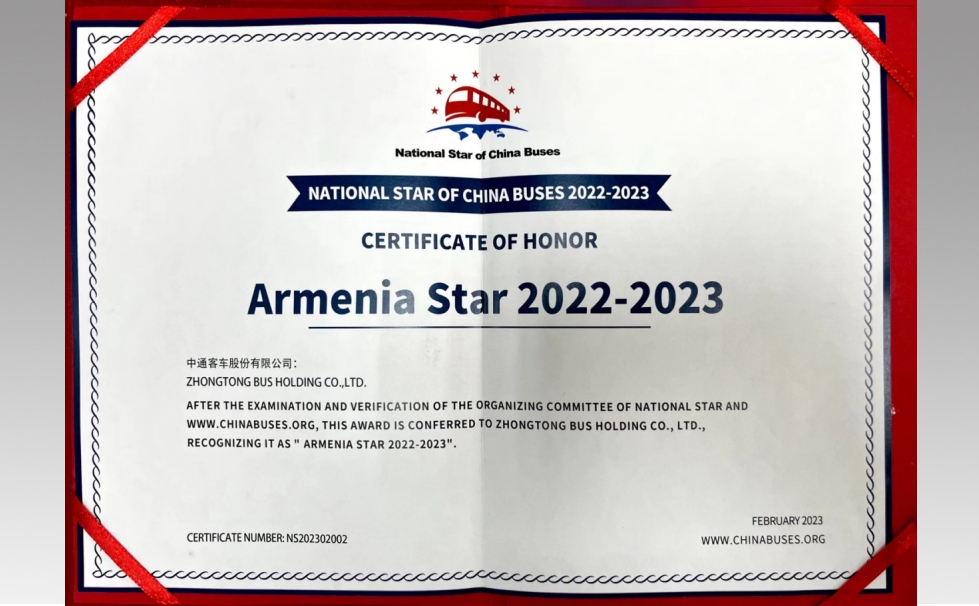 National Star of China Buses
NATIONAL STAR OF CHINA BUSES 2022-2023
CERTIFICATE OF HONOR
Armenia Star 2022-2023
中通客车股份有限公司：
ZHONGTONG BUS HOLDING CO.,LTD.
AFTER THE EXAMINATION AND VERIFICATION OF THE ORGANIZING COMMITTEE OF NATIONAL STAR AND
WWW.CHINABUSES.ORG, THIS AWARD IS CONFERRED TO ZHONGTONG BUS HOLDING CO., LTD.,
RECOGNIZING IT AS " ARMENIA STAR 2022-2023".
FEBRUARY 2023
CERTIFICATE NUMBER: NS202302002
WWW.CHINABUSES.ORG